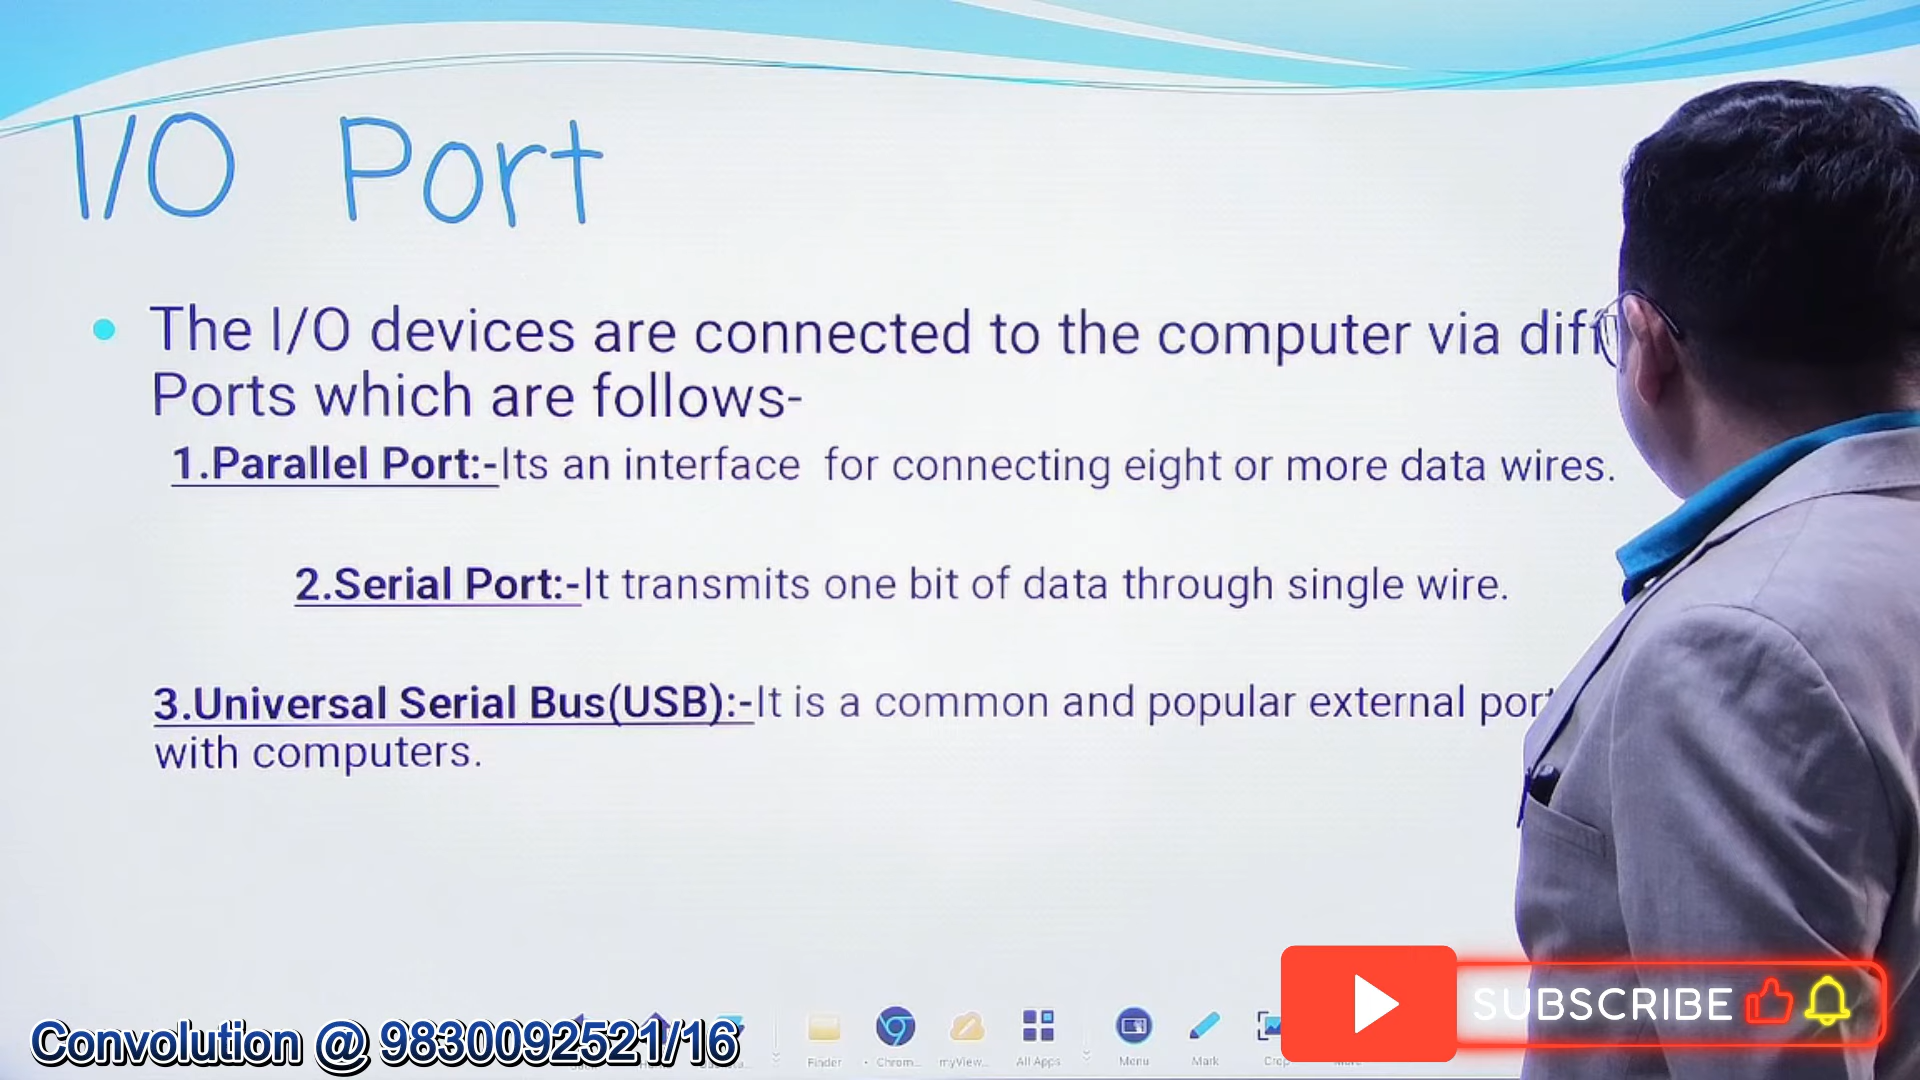 I/O Port
The I/O devices are connected to the computer via
Ports which are follows-
1.Parallel Port:-Its an interface for connecting eight or more data wires.
2.Serial Port:-It transmits one bit of data through single wire.
3.Universal Serial Bus(USB):-It is a common and popular external
with computers.
SUBSCRIBE
Convolution @ 9830092521/16
Finder Chrom... myView... All Apps Menu Mark